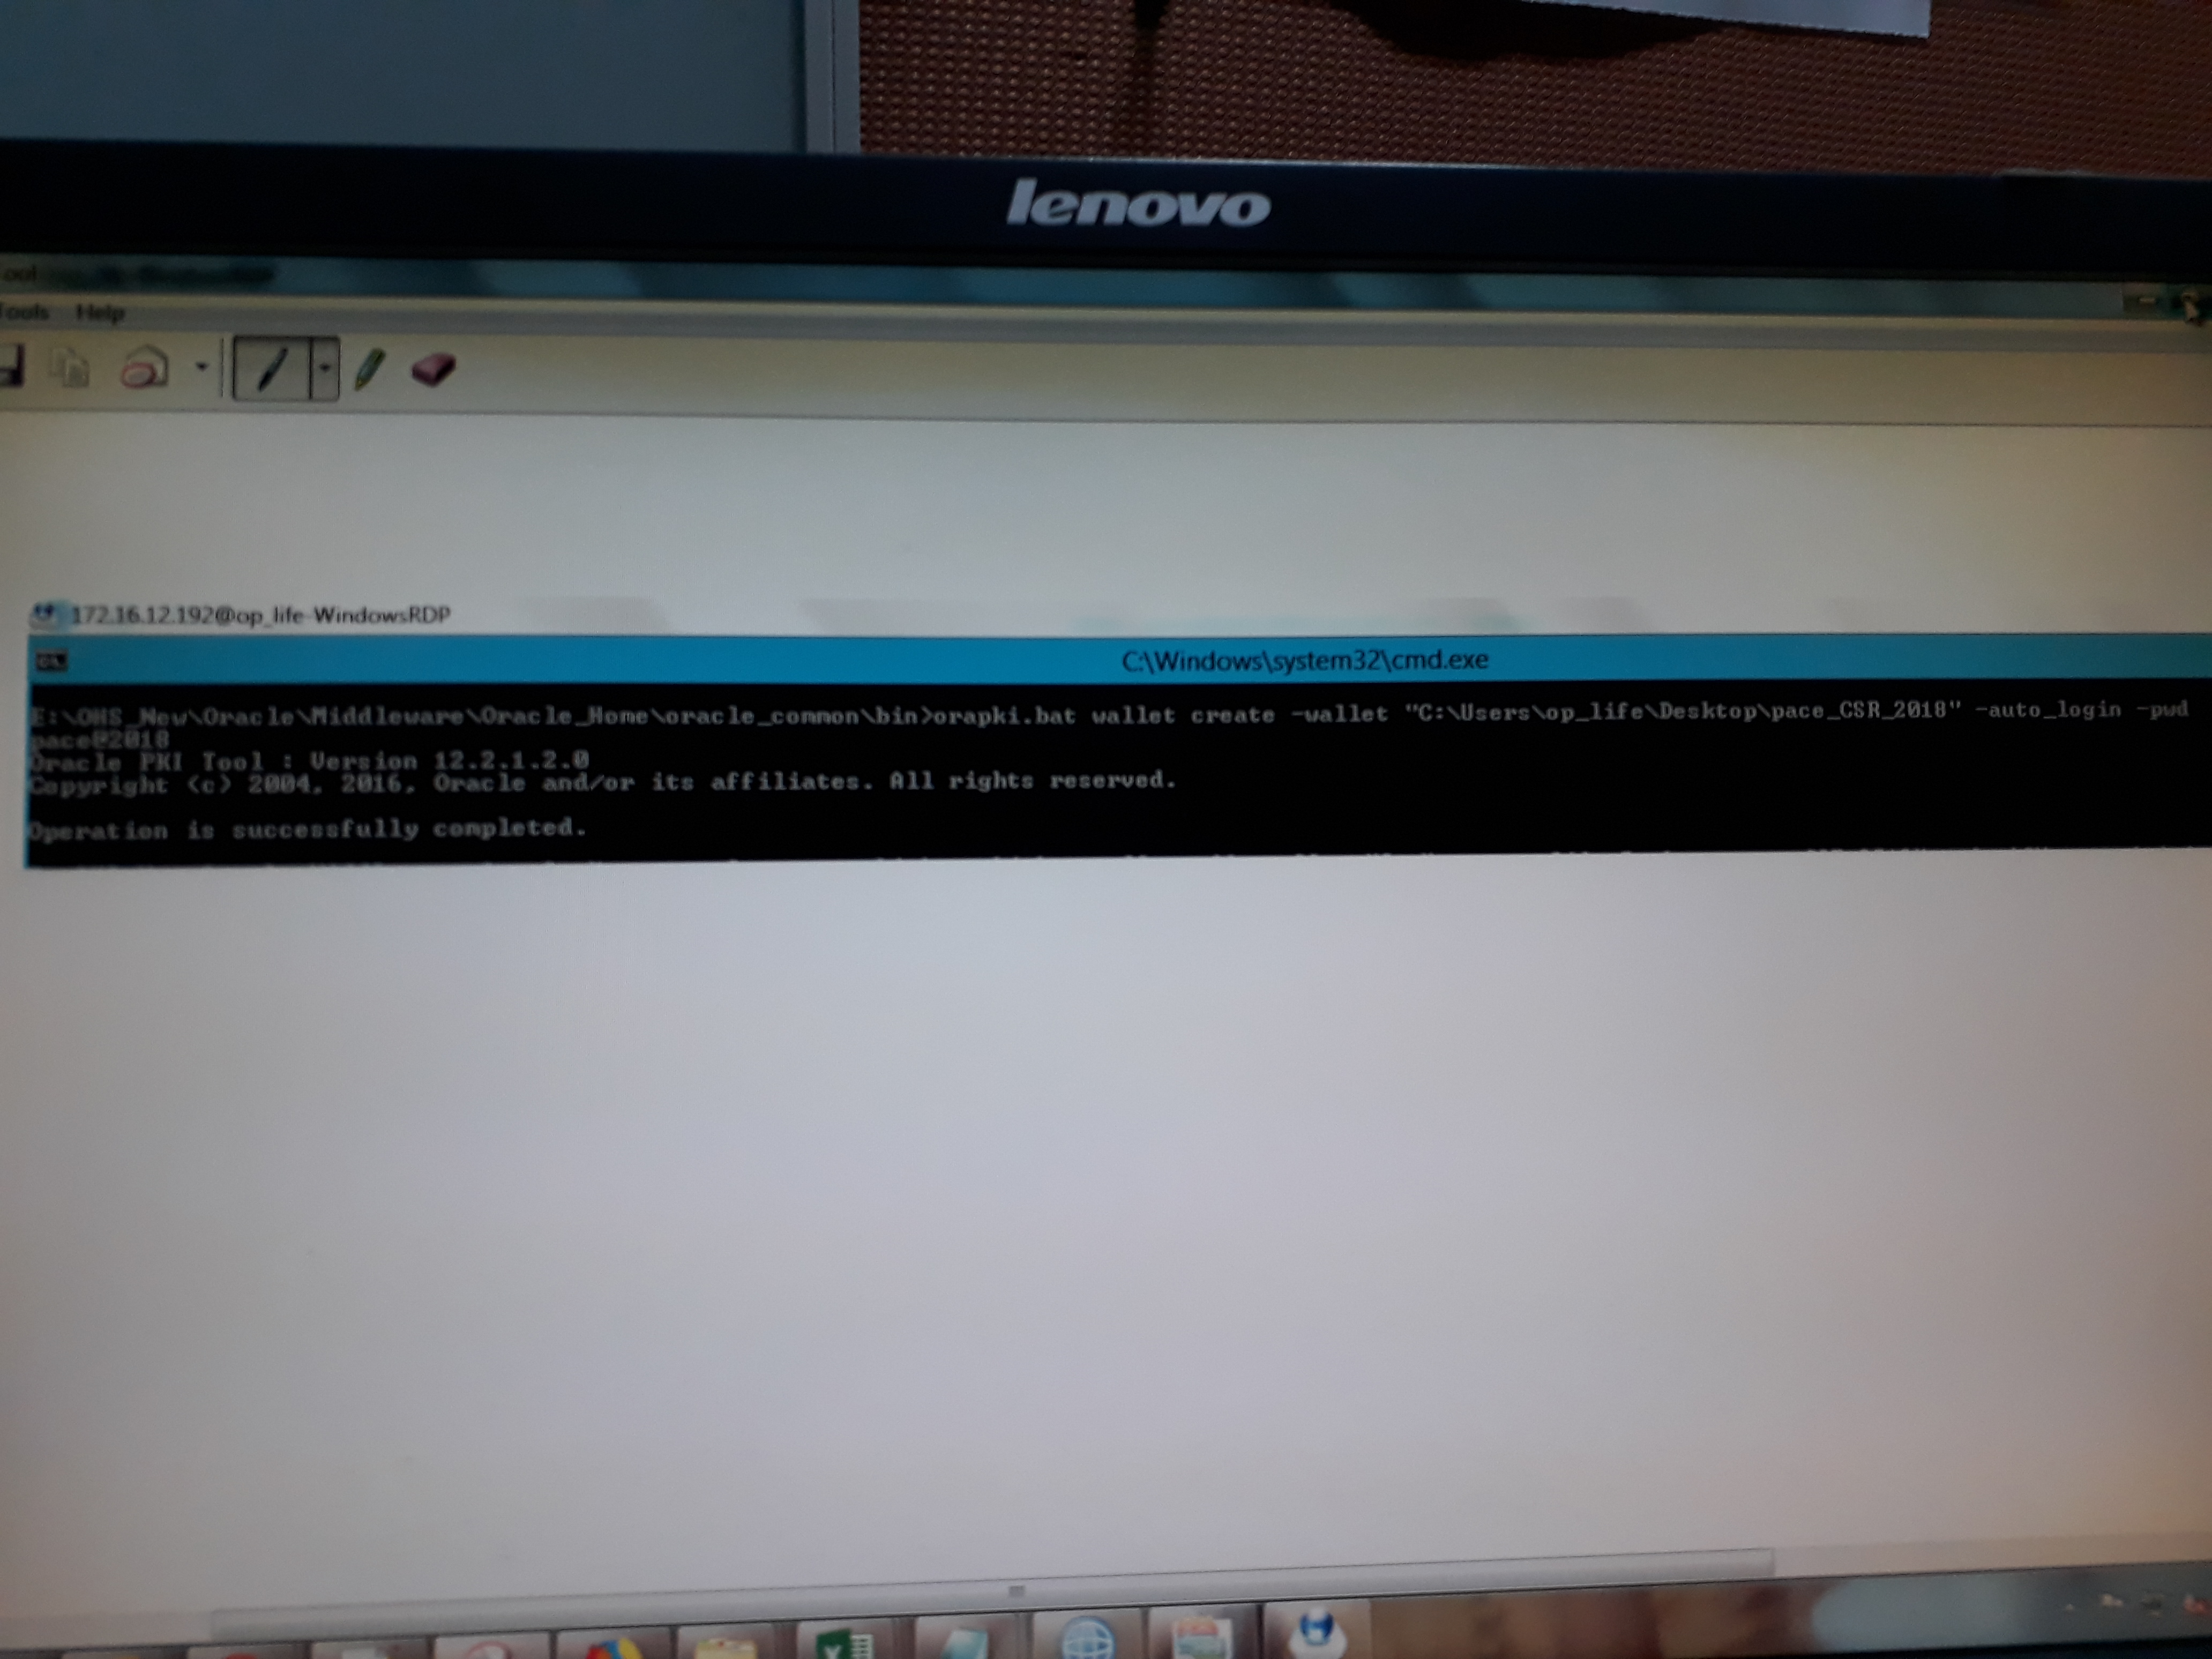 lenovo
Tools Help
172.16.12.192@op_life-WindowsRDP
C:\Windows\system32\cmd.exe
E:\OHS_New\Oracle\Middleware\Oracle_Home\oracle_common\bin>orapki.bat wallet create -wallet "C:\Users\op_life\Desktop\pace_CSR_2018" -auto_login -pwd
pace@2018
Oracle PKI Tool : Version 12.2.1.2.0
Copyright (c) 2004, 2016, Oracle and/or its affiliates. All rights reserved.
Operation is successfully completed.